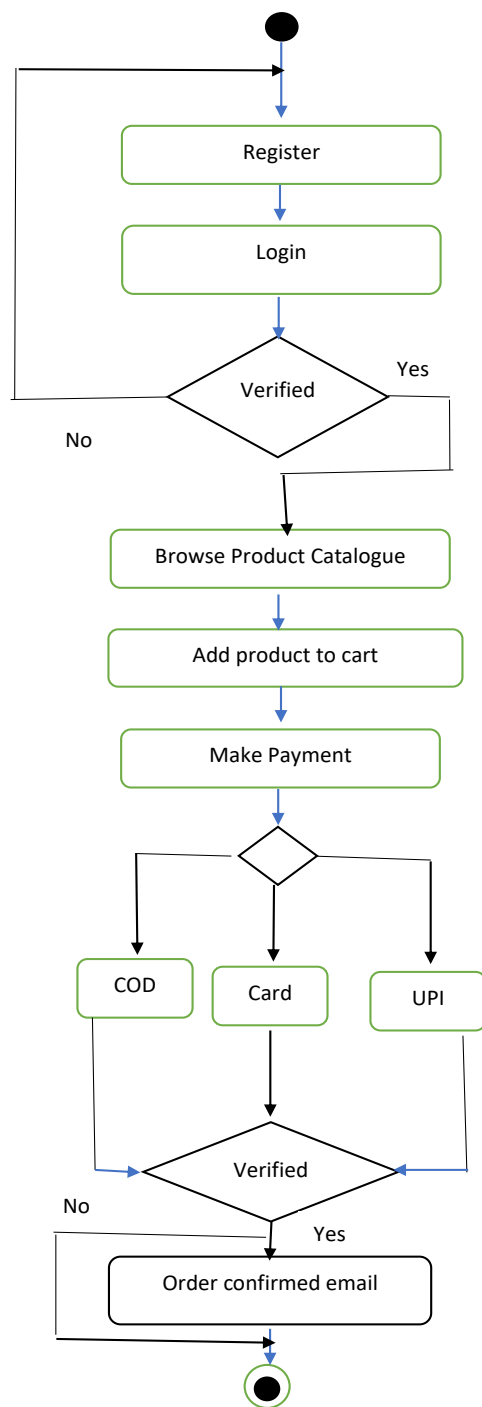 Register
Login
Verified
Yes
No
Browse Product Catalogue
Add product to cart
Make Payment
COD
Card
UPI
Verified
No
Yes
Order confirmed email